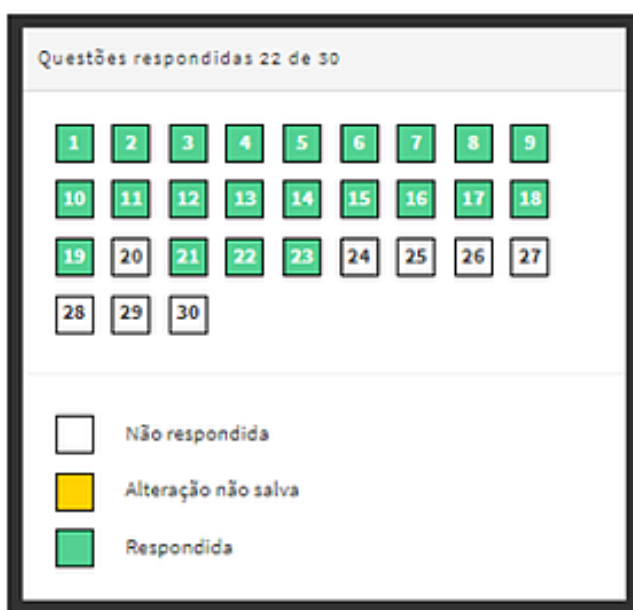 Questões respondidas 22 de 30
1 2 3 4 5 6 7 8 9
10 11 12 13 14 15 16 17 18
19 20 21 22 23 24 25 26 27
28 29 30
Não respondida
Alteração não salva
Respondida